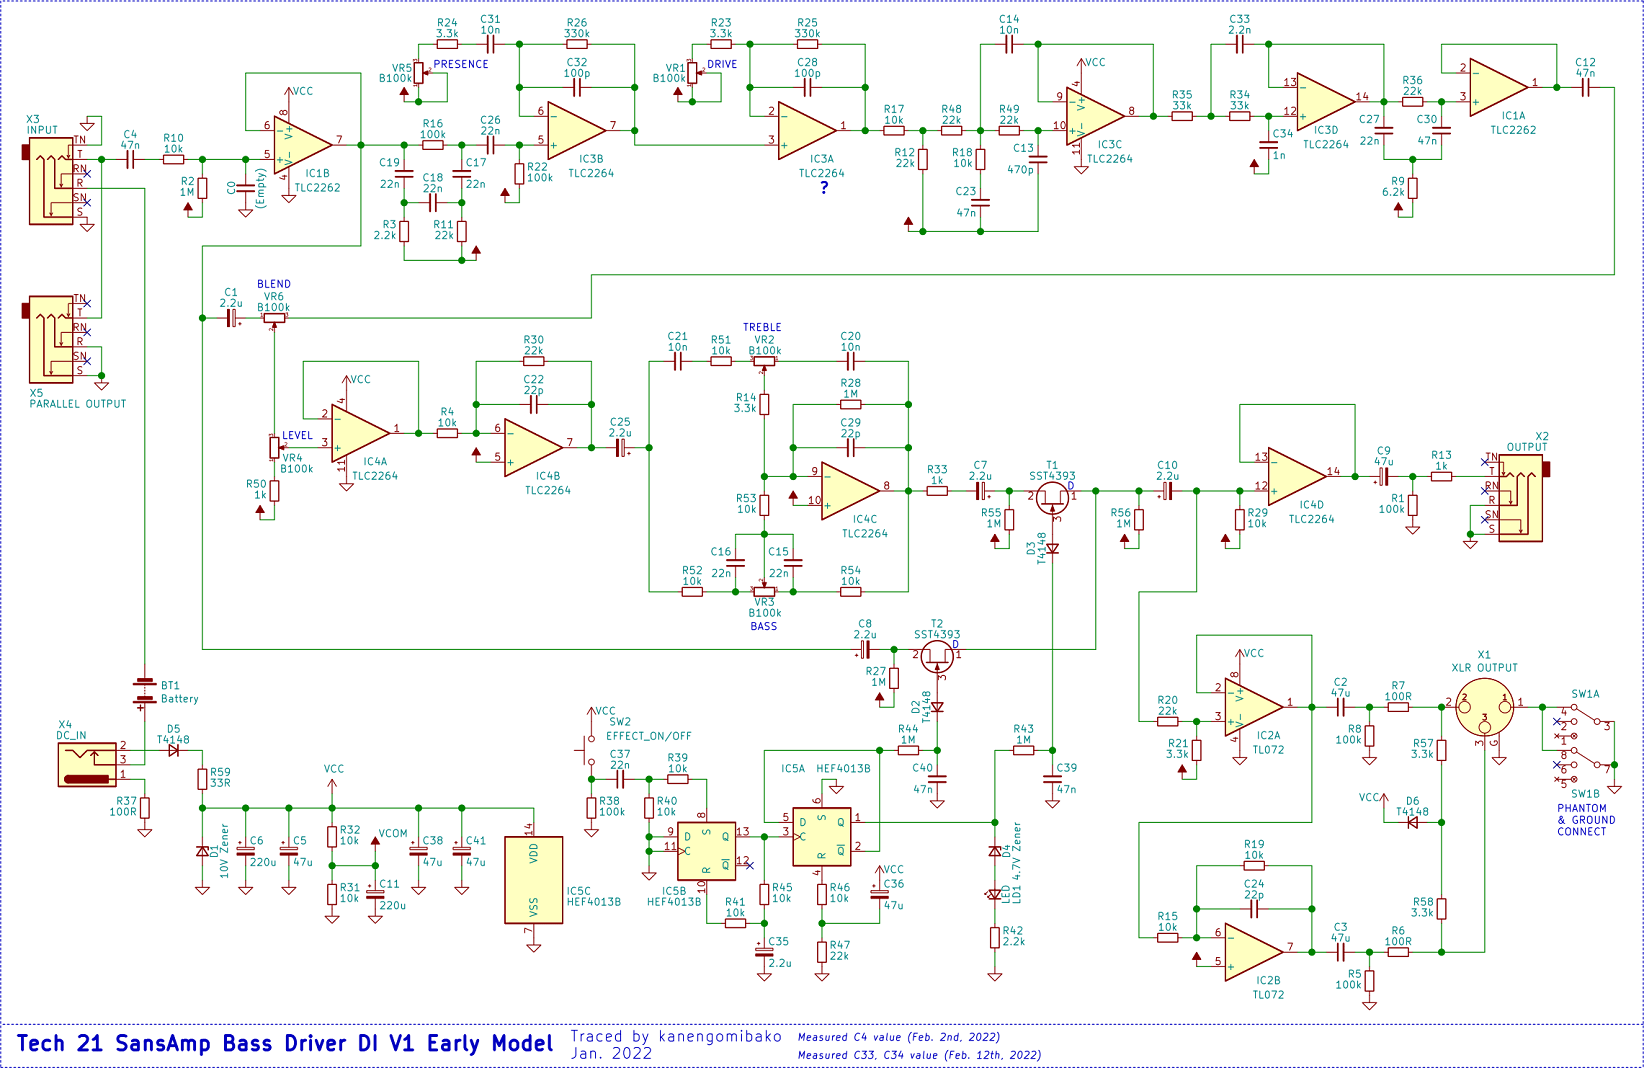 R24
3.3k
C31
10n
R26
330k
R23
3.3k
R25
330k
C14
10n
C33
2.2n
PRESENCE
VR5
B100k
C32
100p
DRIVE
VR1
B100k
C28
100p
VCC
VCC
R36
22k
C12
47n
IC1A
TLC2262
X3
INPUT
TN
T
RN
R
SN
S
C4
47n
R10
10k
R2
1M
C0
(Empty)
IC1B
TLC2262
R16
100k
C26
22n
C19
22n
C17
22n
C18
22n
R3
2.2k
R11
22k
R22
100k
IC3B
TLC2264
IC3A
TLC2264
?
R17
10k
R48
22k
R49
22k
R12
22k
R18
10k
C13
470p
C23
47n
IC3C
TLC2264
R35
33k
R34
33k
C34
1n
IC3D
TLC2264
C27
22n
C30
47n
R9
6.2k
TN
T
RN
R
SN
S
X5
PARALLEL OUTPUT
C1
2.2u
BLEND
VR6
B100k
LEVEL
VR4
B100k
R50
1k
VCC
IC4A
TLC2264
R4
10k
R30
22k
C22
22p
IC4B
TLC2264
C25
2.2u
C21
10n
R51
10k
TREBLE
VR2
B100k
C20
10n
R28
1M
R14
3.3k
C29
22p
R53
10k
IC4C
TLC2264
C16
22n
C15
22n
R52
10k
VR3
B100k
BASS
R54
10k
R33
1k
C7
2.2u
R55
1M
T1
SST4393
D
D3
T4148
R56
1M
C10
2.2u
R29
10k
IC4D
TLC2264
C9
47u
R13
1k
R1
100k
X2
OUTPUT
TN
T
RN
R
SN
S
C8
2.2u
T2
SST4393
D
R27
1M
D2
T4148
R44
1M
C40
47n
R43
1M
C39
47n
BT1
Battery
X4
DC_IN
D5
T4148
R59
33R
R37
100R
D1
10V Zener
C6
220u
C5
47u
VCC
R32
10k
VCOM
R31
10k
C11
220u
C38
47u
C41
47u
VDD
VSS
IC5C
HEF4013B
VCC
SW2
EFFECT_ON/OFF
C37
22n
R39
10k
R38
100k
R40
10k
D
C
S
R
Q
Q
IC5B
HEF4013B
R41
10k
R45
10k
C35
2.2u
IC5A
HEF4013B
D
C
S
R
Q
Q
R46
10k
R47
22k
VCC
C36
47u
D4
4.7V Zener
LED
LD1
R42
2.2k
R20
22k
R21
3.3k
VCC
IC2A
TL072
C2
47u
R7
100R
R8
100k
R57
3.3k
X1
XLR OUTPUT
SW1A
SW1B
PHANTOM
& GROUND
CONNECT
VCC
D6
T4148
R19
10k
C24
22p
R15
10k
IC2B
TL072
C3
47u
R6
100R
R5
100k
R58
3.3k
Tech 21 SansAmp Bass Driver DI V1 Early Model
Traced by kanengomibako
Jan. 2022
Measured C4 value (Feb. 2nd, 2022)
Measured C33, C34 value (Feb. 12th, 2022)